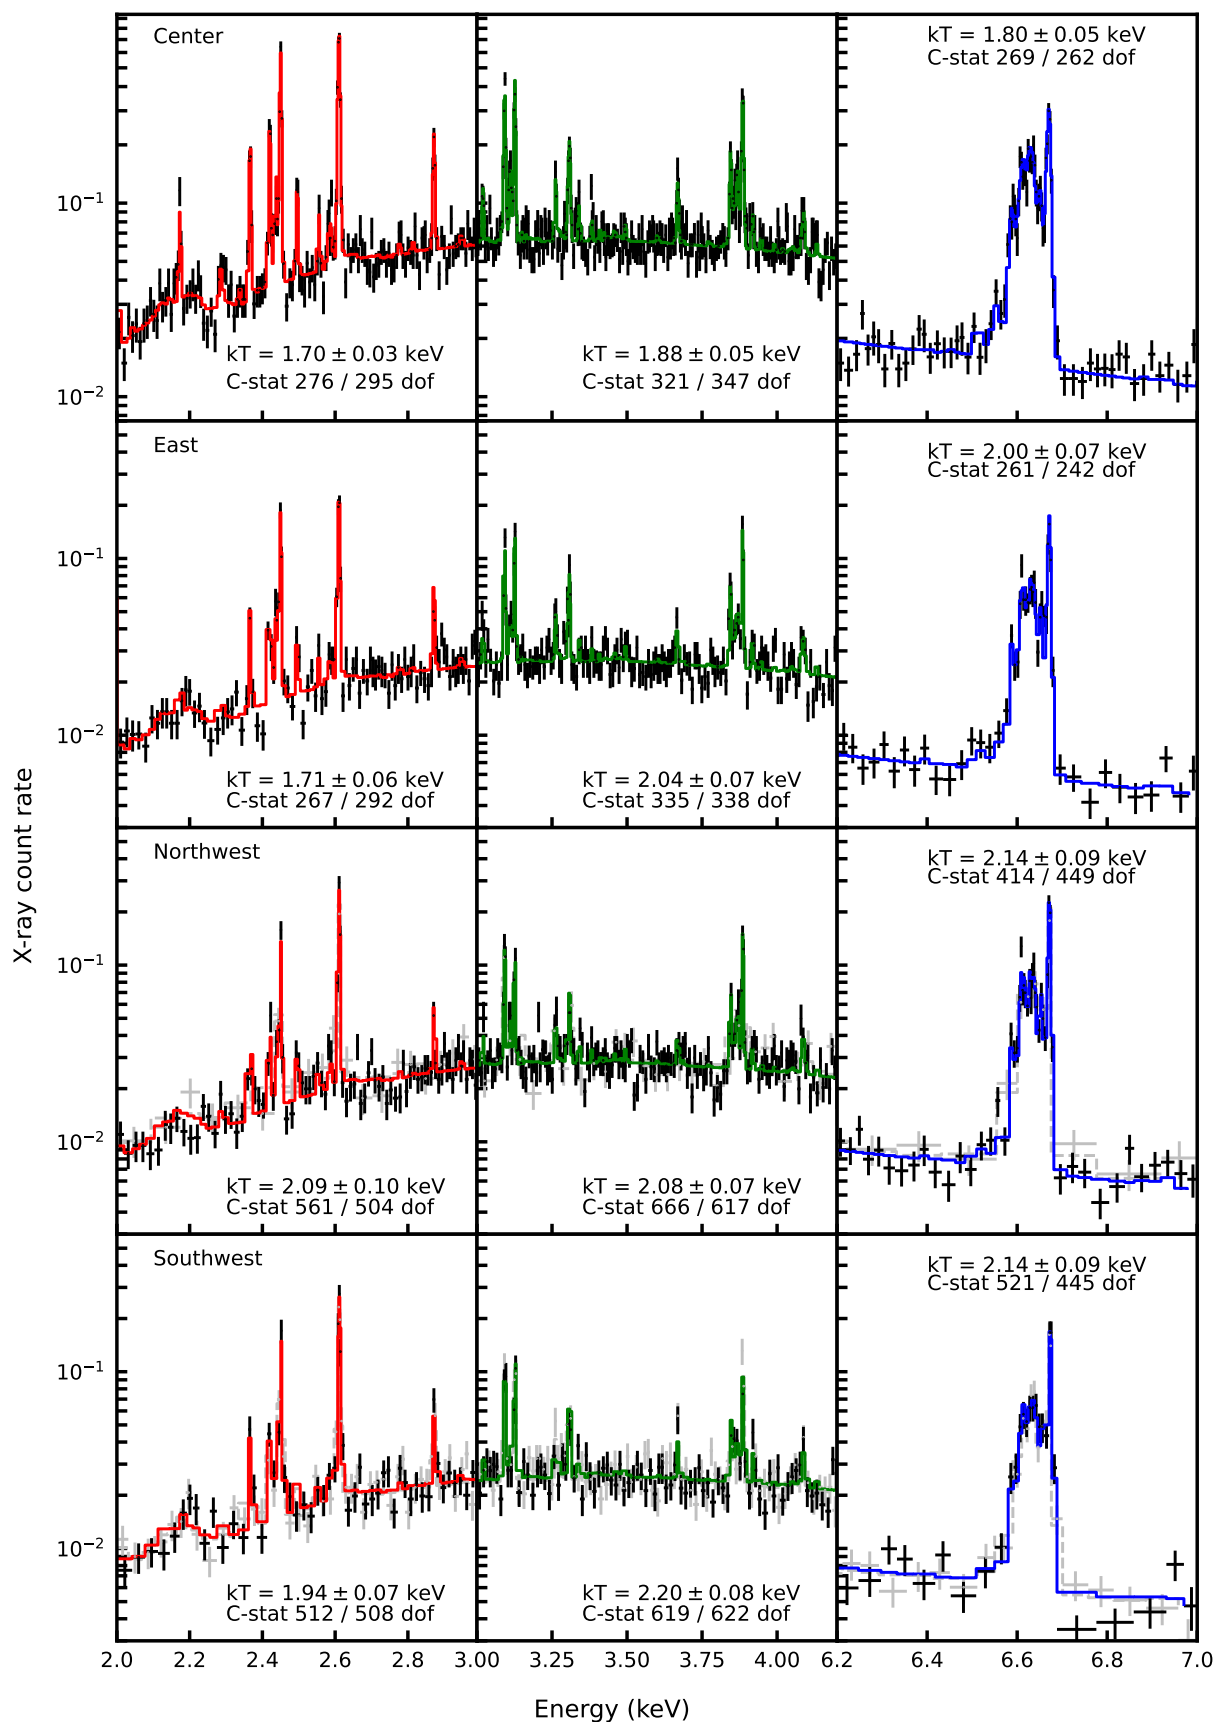 Center
kT = 1.80 ± 0.05 keV
C-stat 269 / 262 dof
10⁻¹
kT = 1.70 ± 0.03 keV
C-stat 276 / 295 dof
kT = 1.88 ± 0.05 keV
C-stat 321 / 347 dof
10⁻²
East
kT = 2.00 ± 0.07 keV
C-stat 261 / 242 dof
10⁻¹
10⁻²
kT = 1.71 ± 0.06 keV
C-stat 267 / 292 dof
kT = 2.04 ± 0.07 keV
C-stat 335 / 338 dof
X-ray count rate
Northwest
kT = 2.14 ± 0.09 keV
C-stat 414 / 449 dof
10⁻¹
10⁻²
kT = 2.09 ± 0.10 keV
C-stat 561 / 504 dof
kT = 2.08 ± 0.07 keV
C-stat 666 / 617 dof
Southwest
kT = 2.14 ± 0.09 keV
C-stat 521 / 445 dof
10⁻¹
10⁻²
kT = 1.94 ± 0.07 keV
C-stat 512 / 508 dof
kT = 2.20 ± 0.08 keV
C-stat 619 / 622 dof
2.0 2.2 2.4 2.6 2.8 3.00 3.25 3.50 3.75 4.00 6.2 6.4 6.6 6.8 7.0
Energy (keV)